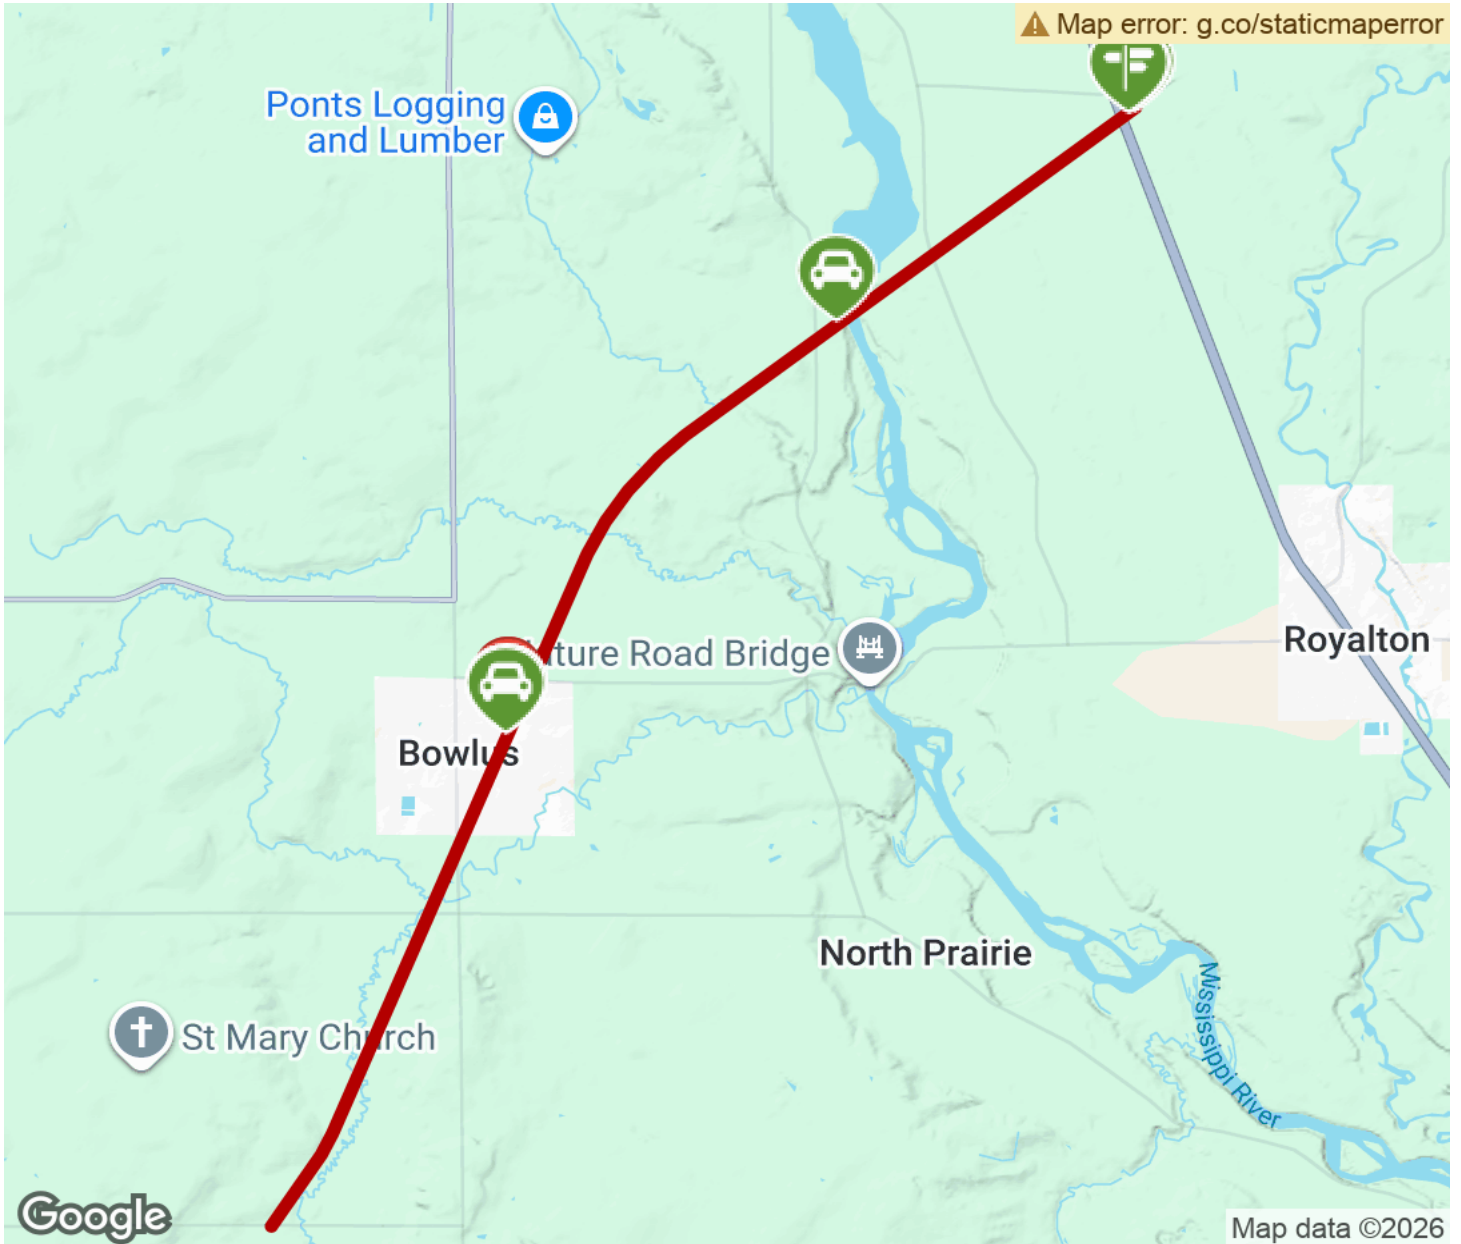 Map error: g.co/staticmaperror
Ponts Logging
and Lumber
ture Road Bridge
Royalton
Bowlus
North Prairie
St Mary Church
Mississippi River
Google
Map data ©2026